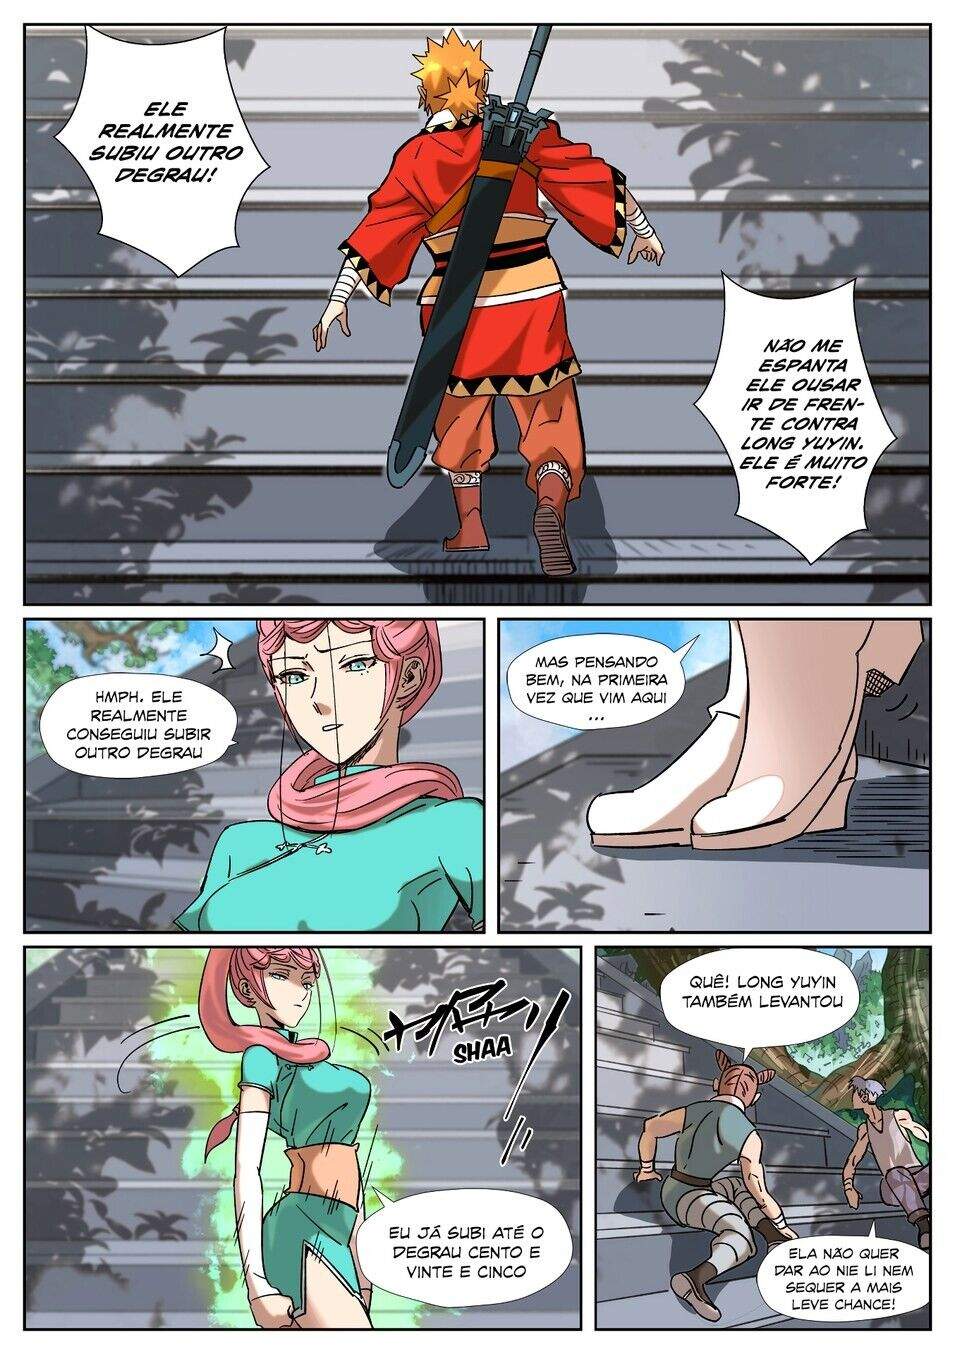 ELE
REALMENTE
SUBIU OUTRO
DEGRAU!
NÃO ME
ESPANTA
ELE OUSAR
IR DE FREN-
TE CONTRA
LONG YUYIN.
ELE É MUITO
FORTE!
HMPH. ELE
REALMENTE
CONSEGUIU SUBIR
OUTRO DEGRAU
MAS PENSANDO
BEM, NA PRIMEIRA
VEZ QUE VIM AQUI
...
SHAA
EU JÁ SUBI ATÉ O
DEGRAU CENTO E
VINTE E CINCO
QUÊ! LONG YUYIN
TAMBÉM LEVANTOU
ELA NÃO QUER
DAR AO NIE LI NEM
SEQUER A MAIS
LEVE CHANCE!